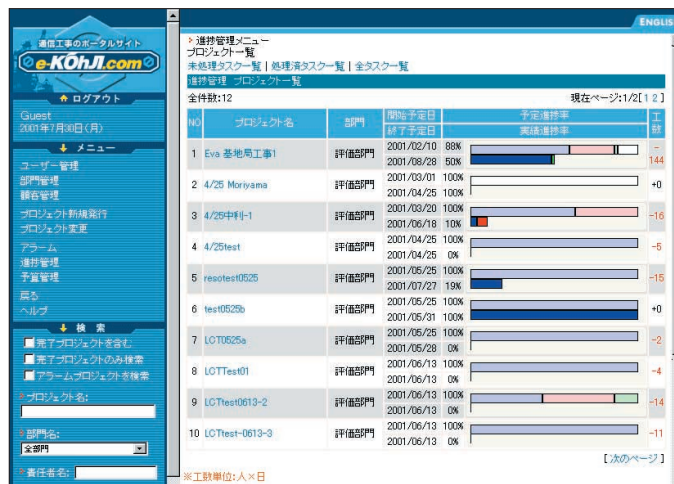 ENGLIS
通信工事のポータルサイト
e-KOhJI.com
ログアウト
Guest
2001年7月30日(月)
メニュー
ユーザー管理
部門管理
顧客管理
プロジェクト新規発行
プロジェクト変更
アラーム
進捗管理
予算管理
戻る
ヘルプ
検 索
完了プロジェクトを含む
完了プロジェクトのみ検索
アラームプロジェクトを検索
プロジェクト名:
部門名:
全部門
責任者名:
進捗管理メニュー
プロジェクト一覧
未処理タスク一覧 | 処理済タスク一覧 | 全タスク一覧
進捗管理 プロジェクト一覧
全件数:12 現在ページ:1/2[1 2]
NO プロジェクト名 部門 開始予定日 予定進捗率 工数
終了予定日 実績進捗率
1 Eva 基地局工事1 評価部門 2001/02/10 88% -144
2001/08/28 50%
2 4/25 Moriyama 評価部門 2001/03/01 100% +0
2001/04/25 100%
3 4/25中利-1 評価部門 2001/03/20 100% -16
2001/06/18 10%
4 4/25test 評価部門 2001/04/25 100% -5
2001/04/25 0%
5 resotest0525 評価部門 2001/05/25 100% -15
2001/07/27 19%
6 test0525b 評価部門 2001/05/25 100% +0
2001/05/31 100%
7 LCT0525a 評価部門 2001/05/25 100% -2
2001/05/28 0%
8 LCTTest01 評価部門 2001/06/13 100% -4
2001/06/13 0%
9 LCTtest0613-2 評価部門 2001/06/13 100% -14
2001/06/13 0%
10 LCTtest-0613-3 評価部門 2001/06/13 100% -11
2001/06/13 0%
[次のページ]
※工数単位:人×日